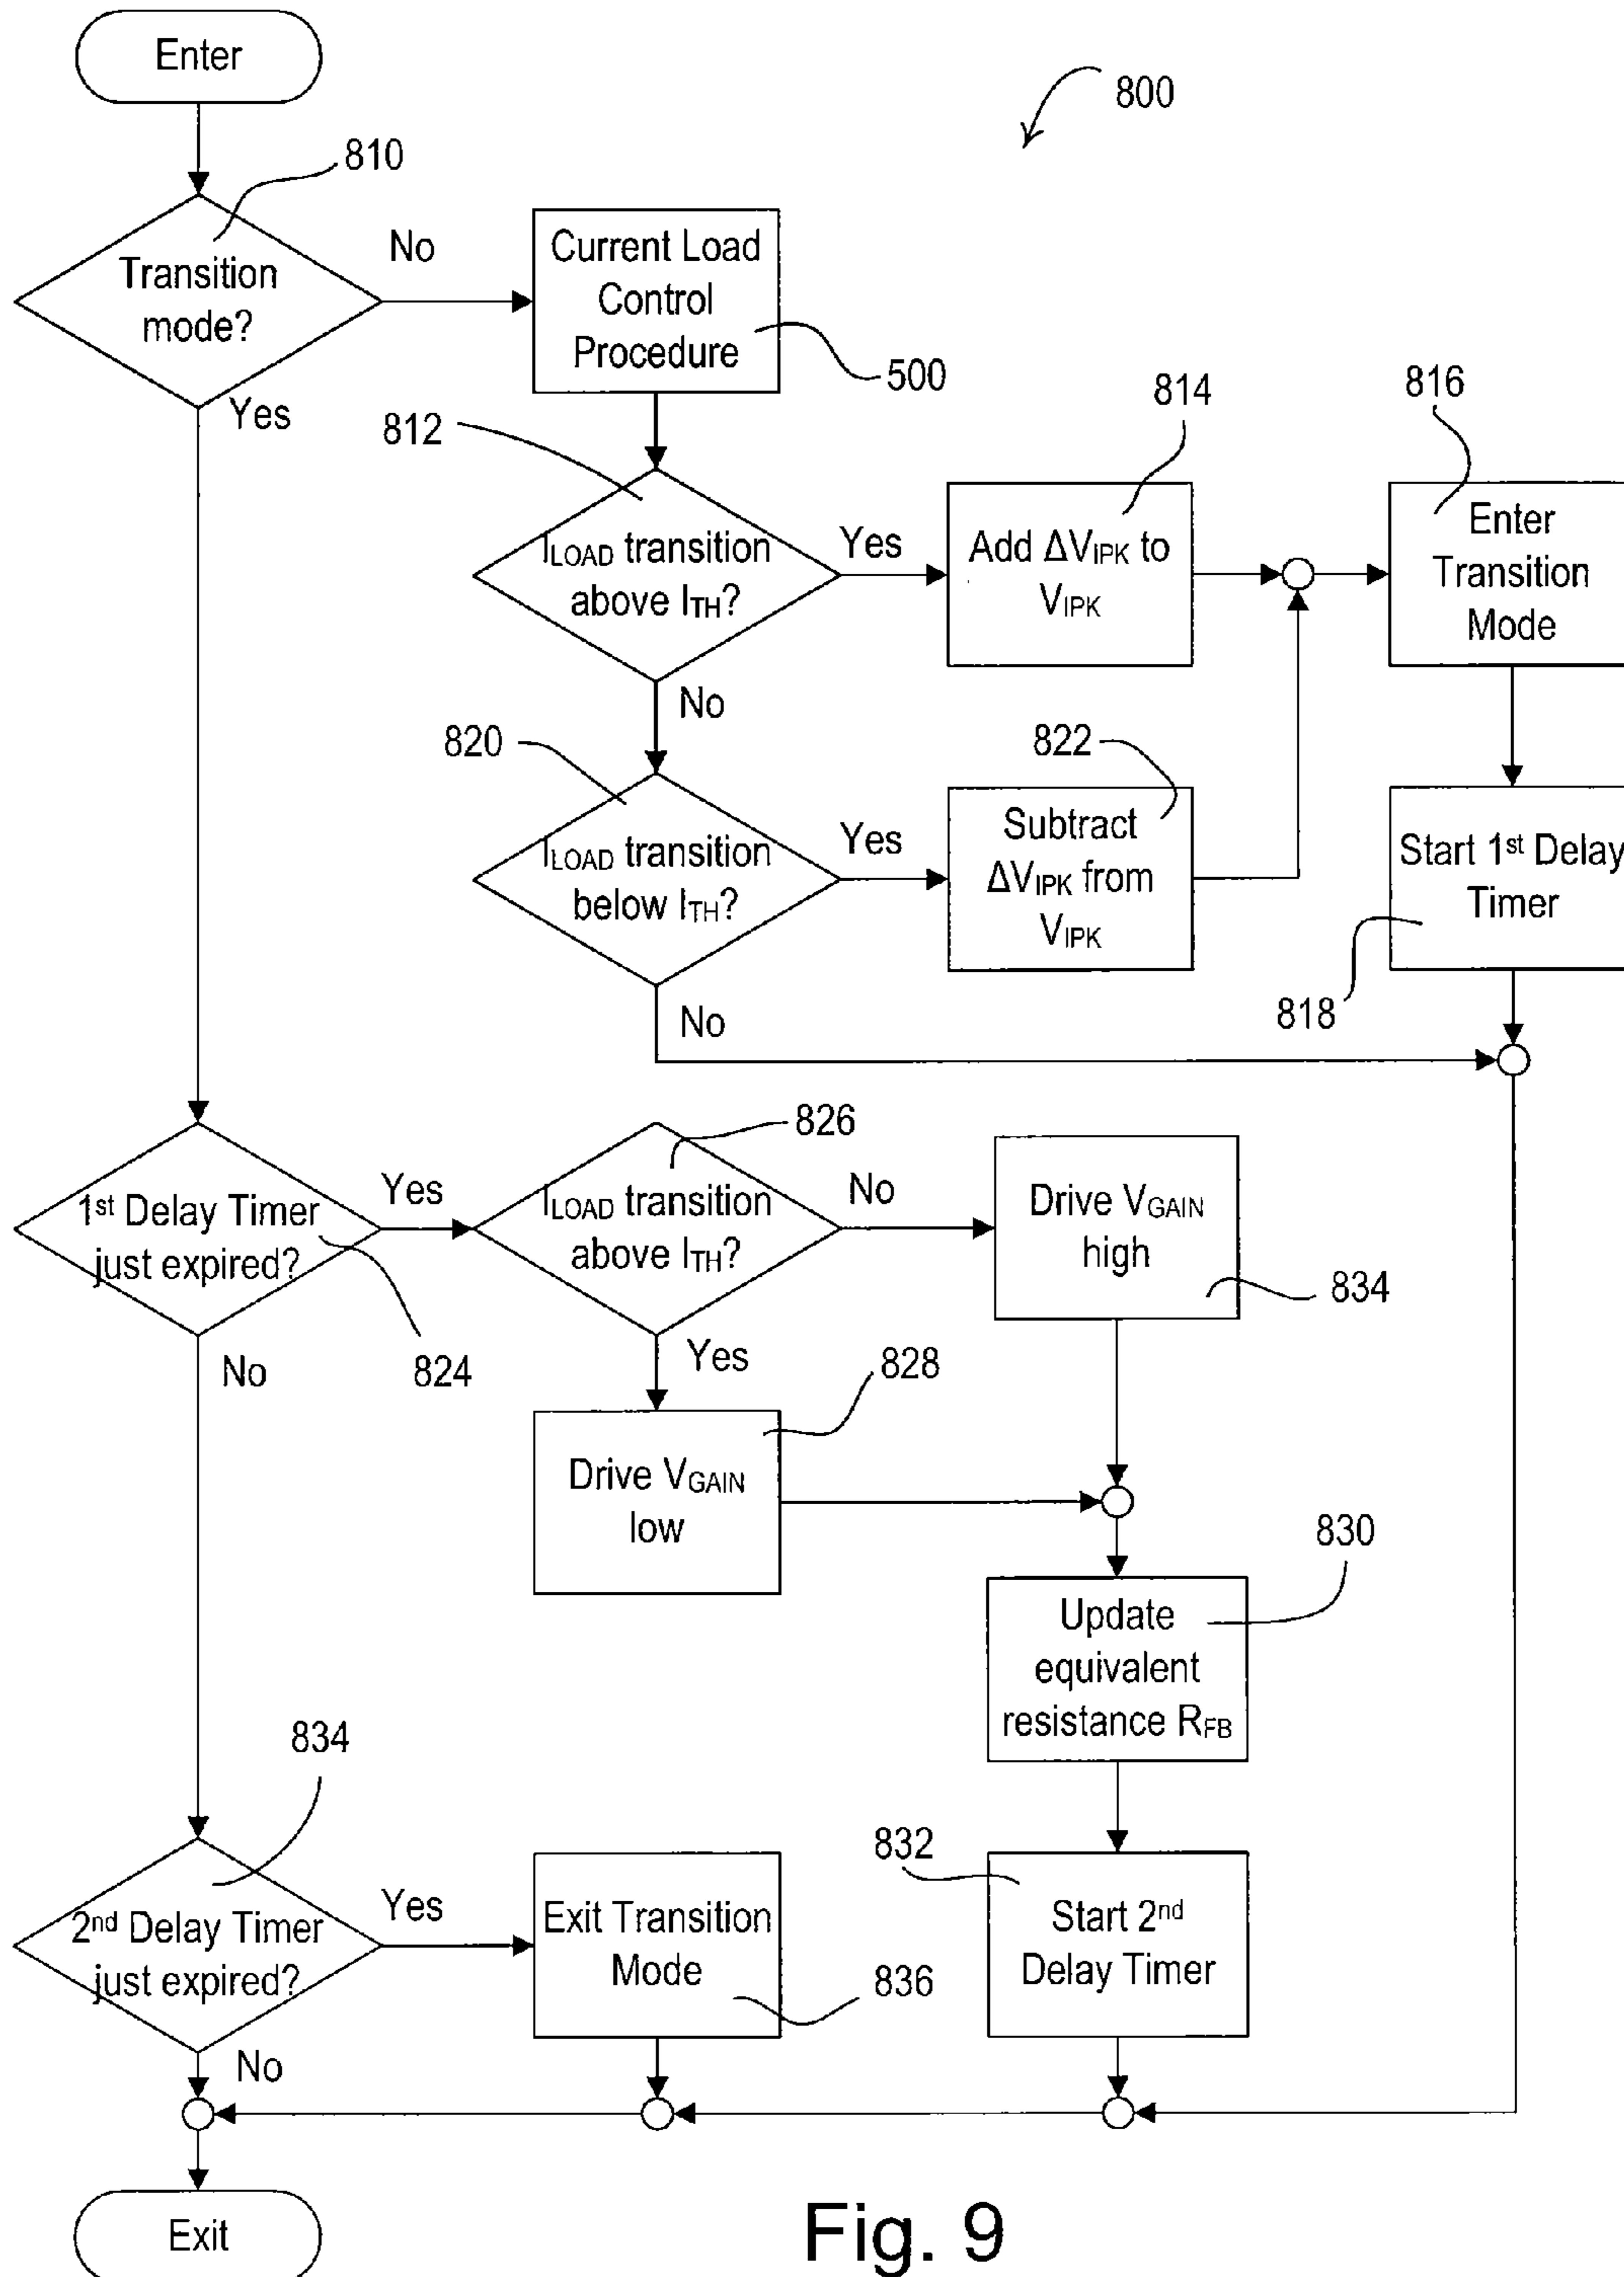 Enter
800
810
Transition
mode?
No
Yes
Current Load
Control
Procedure
500
812
ILOAD transition
above ITH?
Yes
No
814
Add ΔVIPK to
VIPK
816
Enter
Transition
Mode
820
ILOAD transition
below ITH?
Yes
No
822
Subtract
ΔVIPK from
VIPK
Start 1st Delay
Timer
818
1st Delay Timer
just expired?
824
Yes
No
826
ILOAD transition
above ITH?
No
Yes
Drive VGAIN
high
834
828
Drive VGAIN
low
830
Update
equivalent
resistance RFB
834
2nd Delay Timer
just expired?
Yes
No
Exit Transition
Mode
836
832
Start 2nd
Delay Timer
Exit
Fig. 9